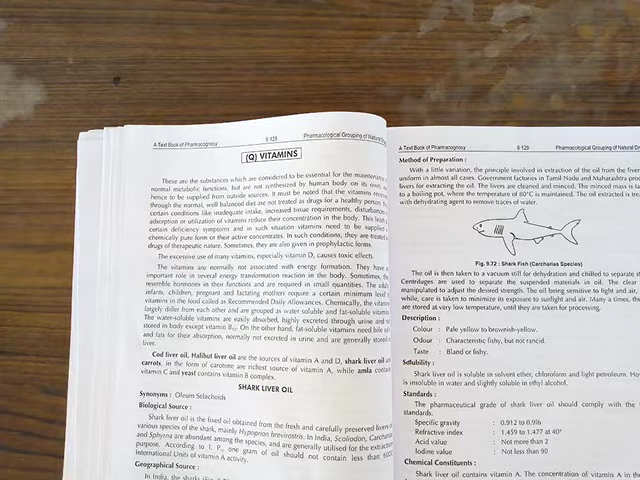 A Text Book of Pharmacognosy 9.129 Pharmacological Grouping of Natural
(Q) VITAMINS
These are the substances which are considered to be essential for the maintenance
normal metabolic functions, but are not synthesized by human body on its own,
hence to be supplied from outside sources. It must be noted that the vitamins
through the normal, well balanced diet are not treated as drugs for a healthy person.
certain conditions like inadequate intake, increased tissue requirements, disturbances
adsorption or utilization of vitamins reduce their concentration in the body. This leads
certain deficiency symptoms and in such situation vitamins need to be supplied
chemically pure form or their active concentrates. In such conditions, they are treated
drugs of therapeutic nature. Sometimes, they are also given in prophylactic forms.
The excessive use of many vitamins, especially vitamin D, causes toxic effects.
The vitamins are normally not associated with energy formation. They have
important role in several energy transformation reaction in the body. Sometimes,
resemble hormones in their functions and are required in small quantities. The
infants, children, pregnant and factating mothers require a certain minimum level
vitamins in the food called as Recommended Daily Allowances. Chemically, the
largely differ from each other and are grouped as water soluble and fat-soluble
The water-soluble vitamins are easily absorbed, highly excreted through urine and
stored in body except vitamin B₁₂. On the other hand, fat-soluble vitamins need bile
and fats for their absorption, normally not excreted in urine and are generally stored
liver.
Cod liver oil, Halibut liver oil are the sources of vitamin A and D, shark liver oil
carrots, in the form of carotene are richest source of vitamin A, while amla
vitamin C and yeast contains vitamin B complex.
SHARK LIVER OIL
Synonyms : Oleum Selachoids
Biological Source :
Shark liver oil is the fixed oil obtained from the fresh and carefully preserved livers
various species of the shark, mainly Hypoprion brevirostris. In India, Scoliodon,
and Sphyrna are abundant among the species, and are generally utilised for the
purpose. According to I. P., one gram of oil should not contain less than
International Units of vitamin A activity.
Geographical Source :
In India, the sharks
A Text Book of Pharmacognosy 9.129 Pharmacological Grouping of Natural
Method of Preparation :
With a little variation, the principle involved in extraction of the oil from the liver
uniform in almost all cases. Government factories in Tamil Nadu and Maharashtra
livers for extracting the oil. The livers are cleaned and minced. The minced mass is
to a boiling pot, where the temperature of 80°C is maintained. The oil extracted is
with dehydrating agent to remove traces of water.
Fig. 9.72 : Shark Fish (Carcharius Species)
The oil is then taken to a vacuum still for dehydration and chilled to separate
Centrifuges are used to separate the suspended materials in oil. The clear
manipulated to adjust the desired strength. The oil being sensitive to light and air,
while, care is taken to minimize its exposure to sunlight and air. Many a times,
are stored at very low temperature, until they are taken for processing.
Description :
Colour : Pale yellow to brownish-yellow.
Odour : Characteristic fishy, but not rancid.
Taste : Bland or fishy.
Solubility :
Shark liver oil is soluble in solvent ether, chloroform and light petroleum.
is insoluble in water and slightly soluble in ethyl alcohol.
Standards :
The pharmaceutical grade of shark liver oil should comply with the
standards.
Specific gravity : 0.912 to 0.916
Refractive index : 1.459 to 1.477 at 40°
Acid value : Not more than 2
Iodine value : Not less than 90
Chemical Constituents :
Shark liver oil contains vitamin A. The concentration of vitamin A in the